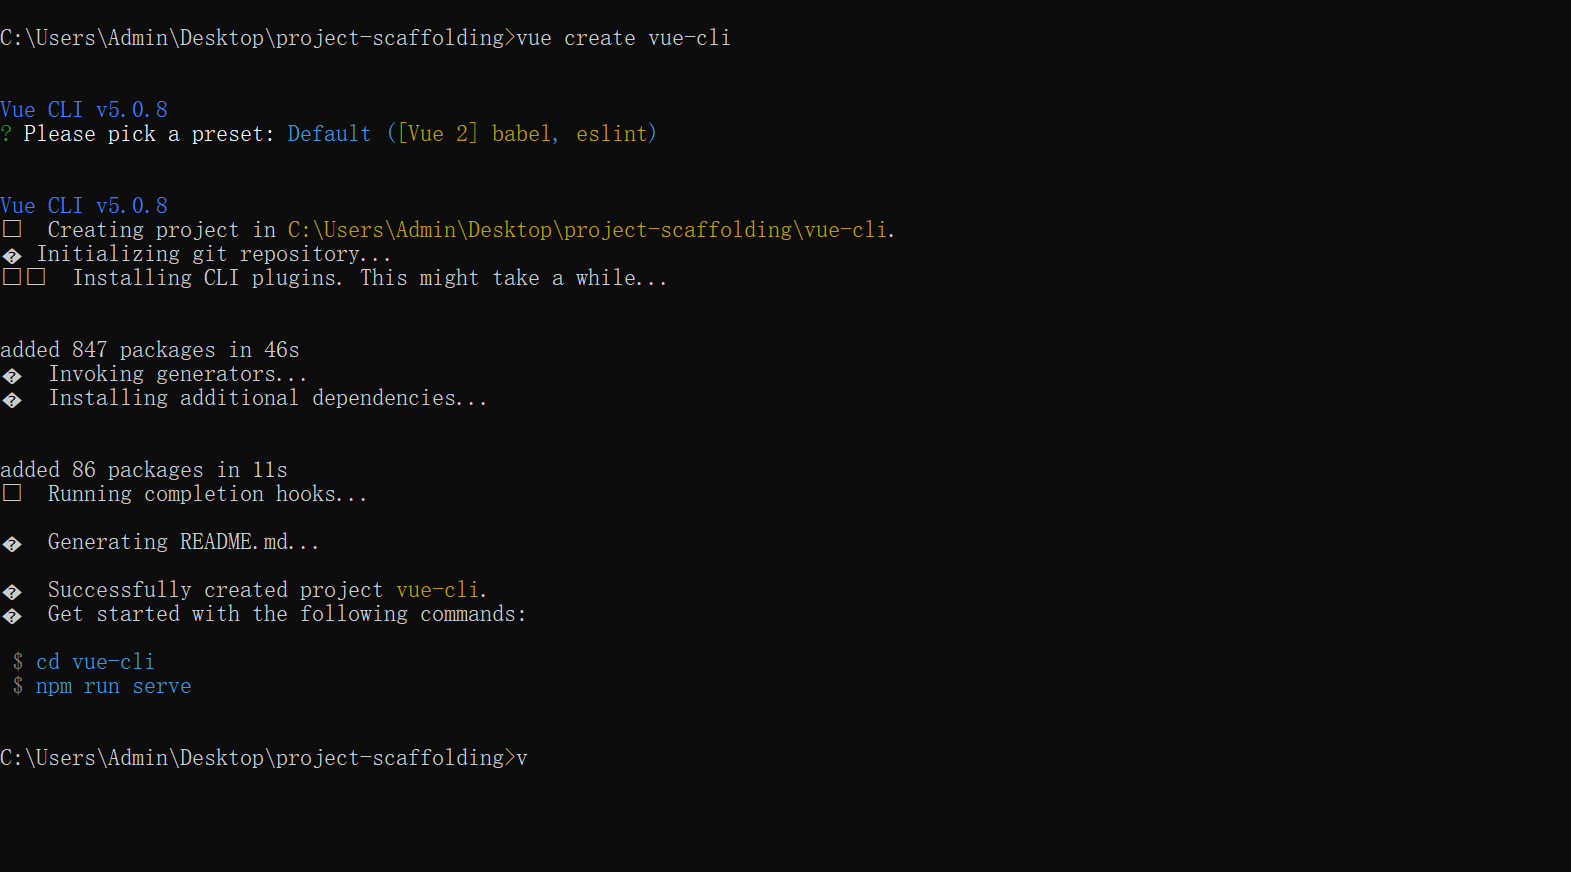 C:\Users\Admin\Desktop\project-scaffolding>vue create vue-cli
Vue CLI v5.0.8
? Please pick a preset: Default ([Vue 2] babel, eslint)
Vue CLI v5.0.8
□  Creating project in C:\Users\Admin\Desktop\project-scaffolding\vue-cli.
� Initializing git repository...
□□  Installing CLI plugins. This might take a while...
added 847 packages in 46s
�  Invoking generators...
�  Installing additional dependencies...
added 86 packages in 11s
□  Running completion hooks...
�  Generating README.md...
�  Successfully created project vue-cli.
�  Get started with the following commands:
$ cd vue-cli
$ npm run serve
C:\Users\Admin\Desktop\project-scaffolding>v